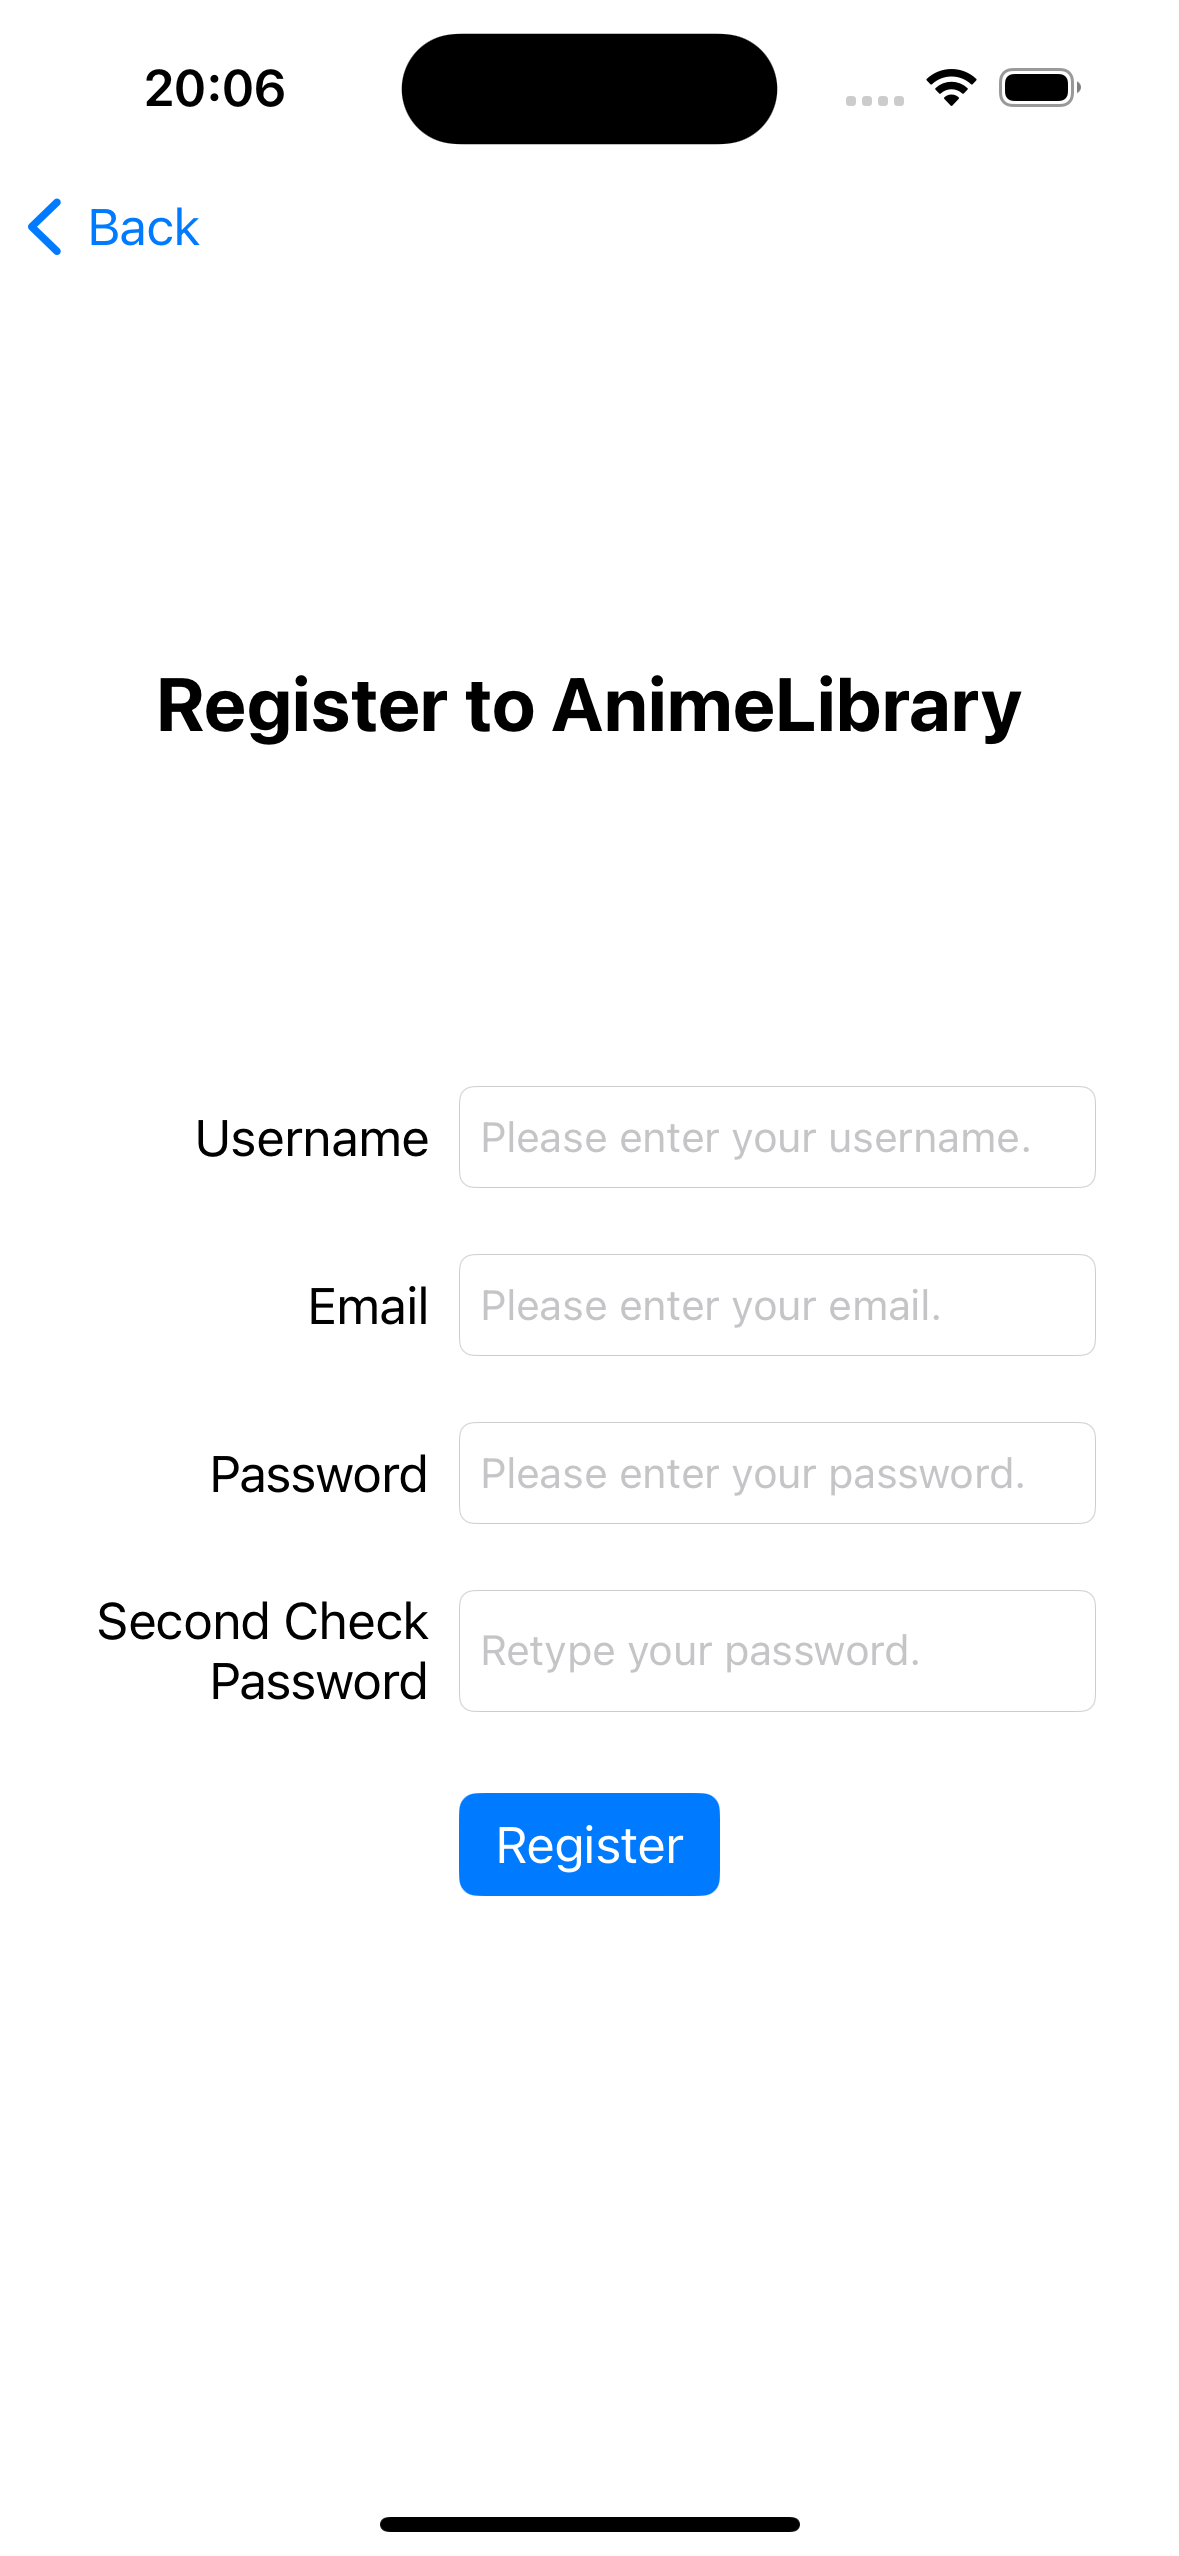 20:06
Back
Register to AnimeLibrary
Username
Please enter your username.
Email
Please enter your email.
Password
Please enter your password.
Second Check
Password
Retype your password.
Register